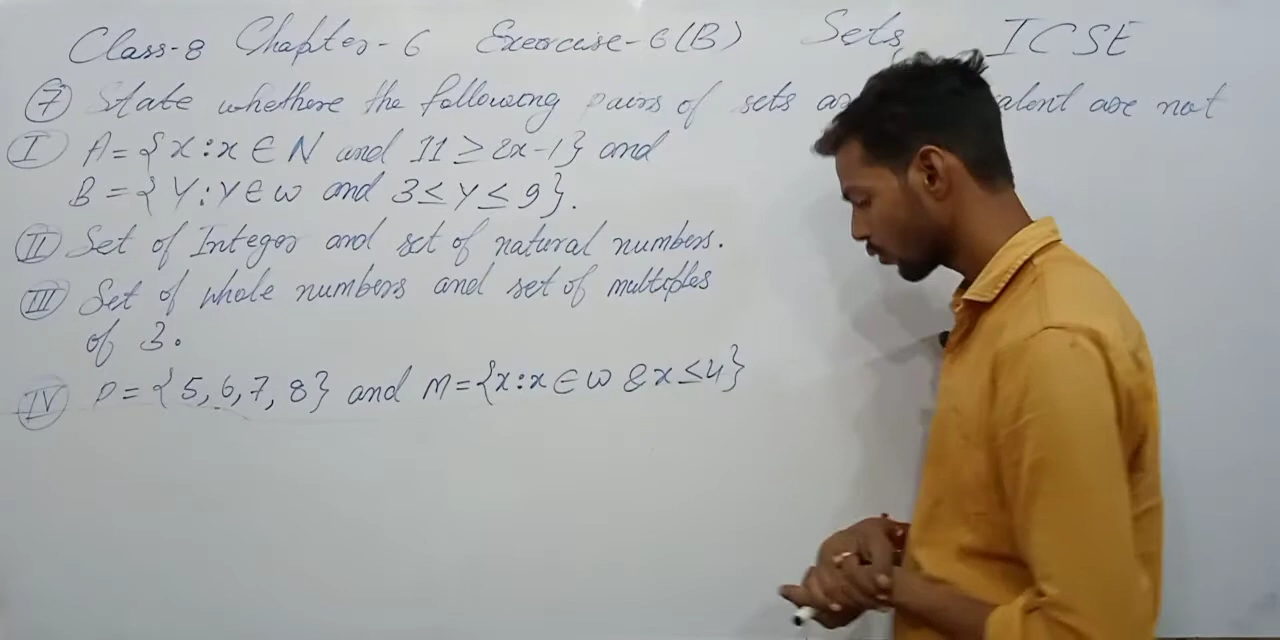 Class-8 Chapter-6 Exercise-6(B) Sets, ICSE
7 State whethere the following pairs of sets are not
I A = {x : x ∈ N and 11 ≥ 2x-1} and
B = {Y : Y ∈ w and 3 ≤ Y ≤ 9}.
II Set of Integer and set of natural numbers.
III Set of whole numbers and set of multiples
of 3.
IV P = {5, 6, 7, 8} and M = {x : x ∈ w & x ≤ 4}